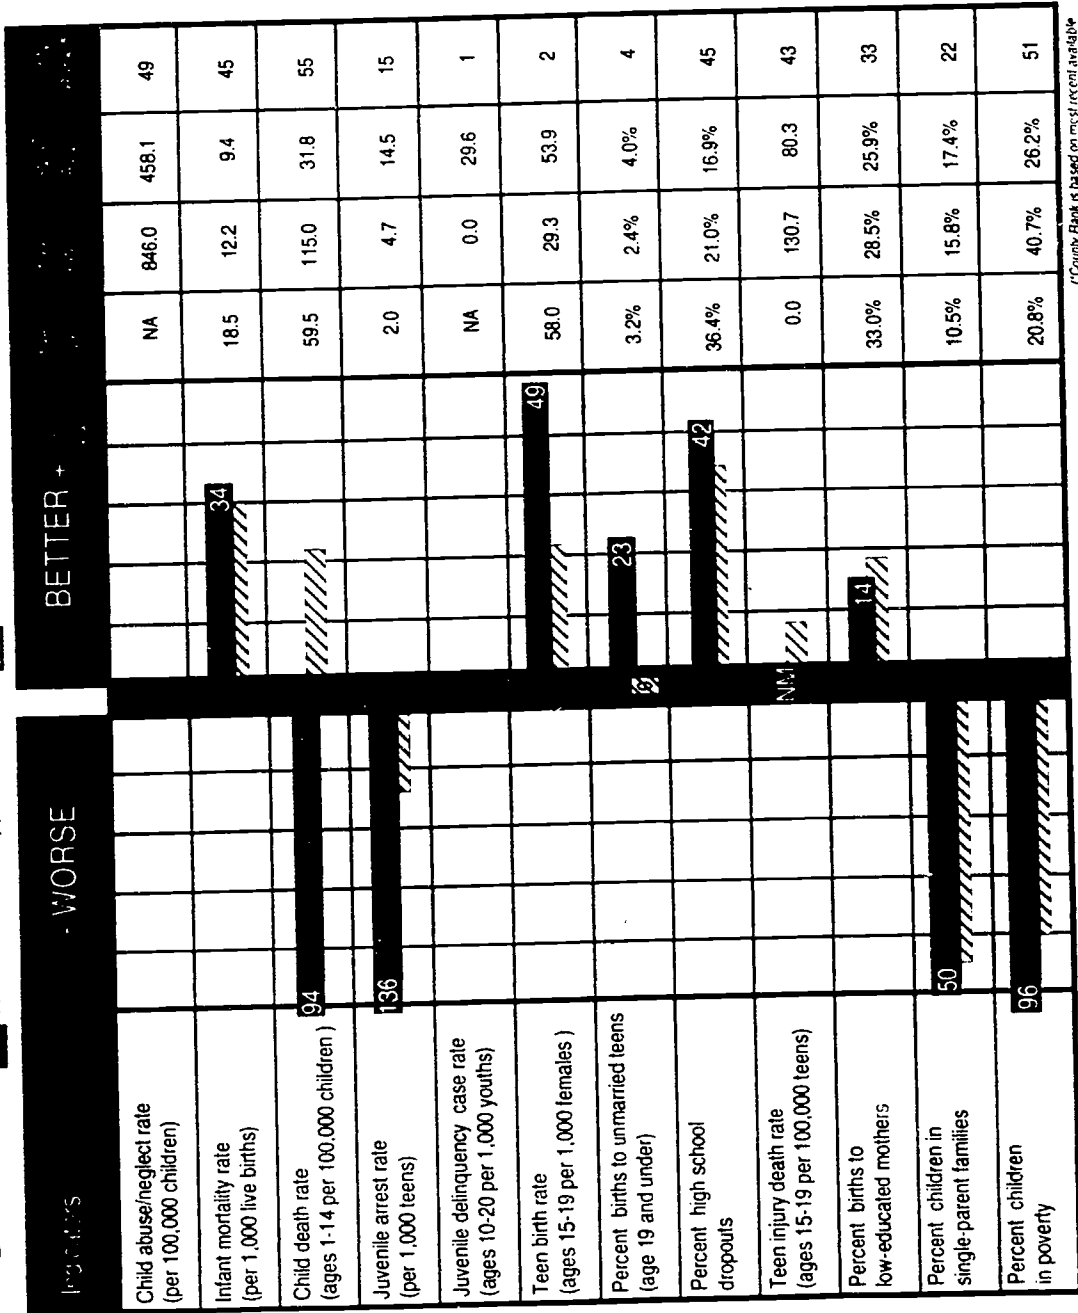 - WORSE BETTER +
Child abuse/neglect rate
(per 100,000 children) NA 846.0 458.1 49
Infant mortality rate
(per 1,000 live births) 34 18.5 12.2 9.4 45
Child death rate
(ages 1-14 per 100,000 children ) 94 59.5 115.0 31.8 55
Juvenile arrest rate
(per 1,000 teens) 136 2.0 4.7 14.5 15
Juvenile delinquency case rate
(ages 10-20 per 1,000 youths) NA 0.0 29.6 1
Teen birth rate
(ages 15-19 per 1,000 females ) 49 58.0 29.3 53.9 2
Percent births to unmarried teens
(age 19 and under) 23 3.2% 2.4% 4.0% 4
Percent high school
dropouts 42 36.4% 21.0% 16.9% 45
Teen injury death rate
(ages 15-19 per 100,000 teens) NM 0.0 130.7 80.3 43
Percent births to
low-educated mothers 14 33.0% 28.5% 25.9% 33
Percent children in
single-parent families 50 10.5% 15.8% 17.4% 22
Percent children
in poverty 96 20.8% 40.7% 26.2% 51
(*County Rank is based on most recent available